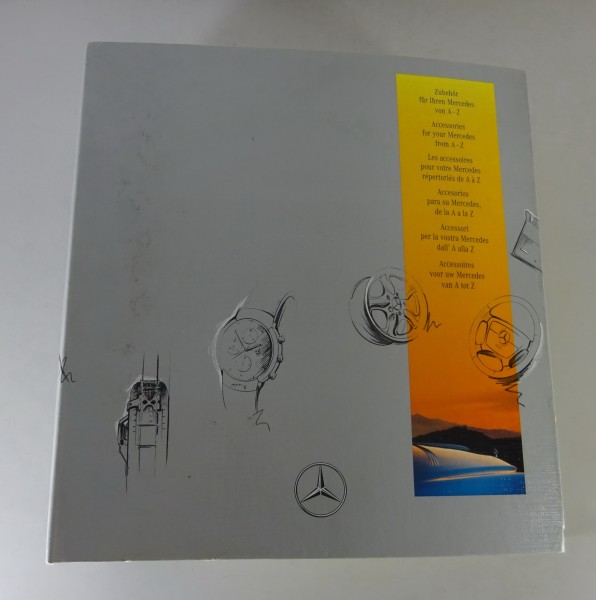 Zubehör
für Ihren Mercedes
von A - Z
Accessories
for your Mercedes
from A - Z
Les accessoires
pour votre Mercedes
répertoriés de A à Z
Accesorios
para su Mercedes,
de la A a la Z
Accessori
per la vostra Mercedes
dall' A alla Z
Accessoires
voor uw Mercedes
van A tot Z